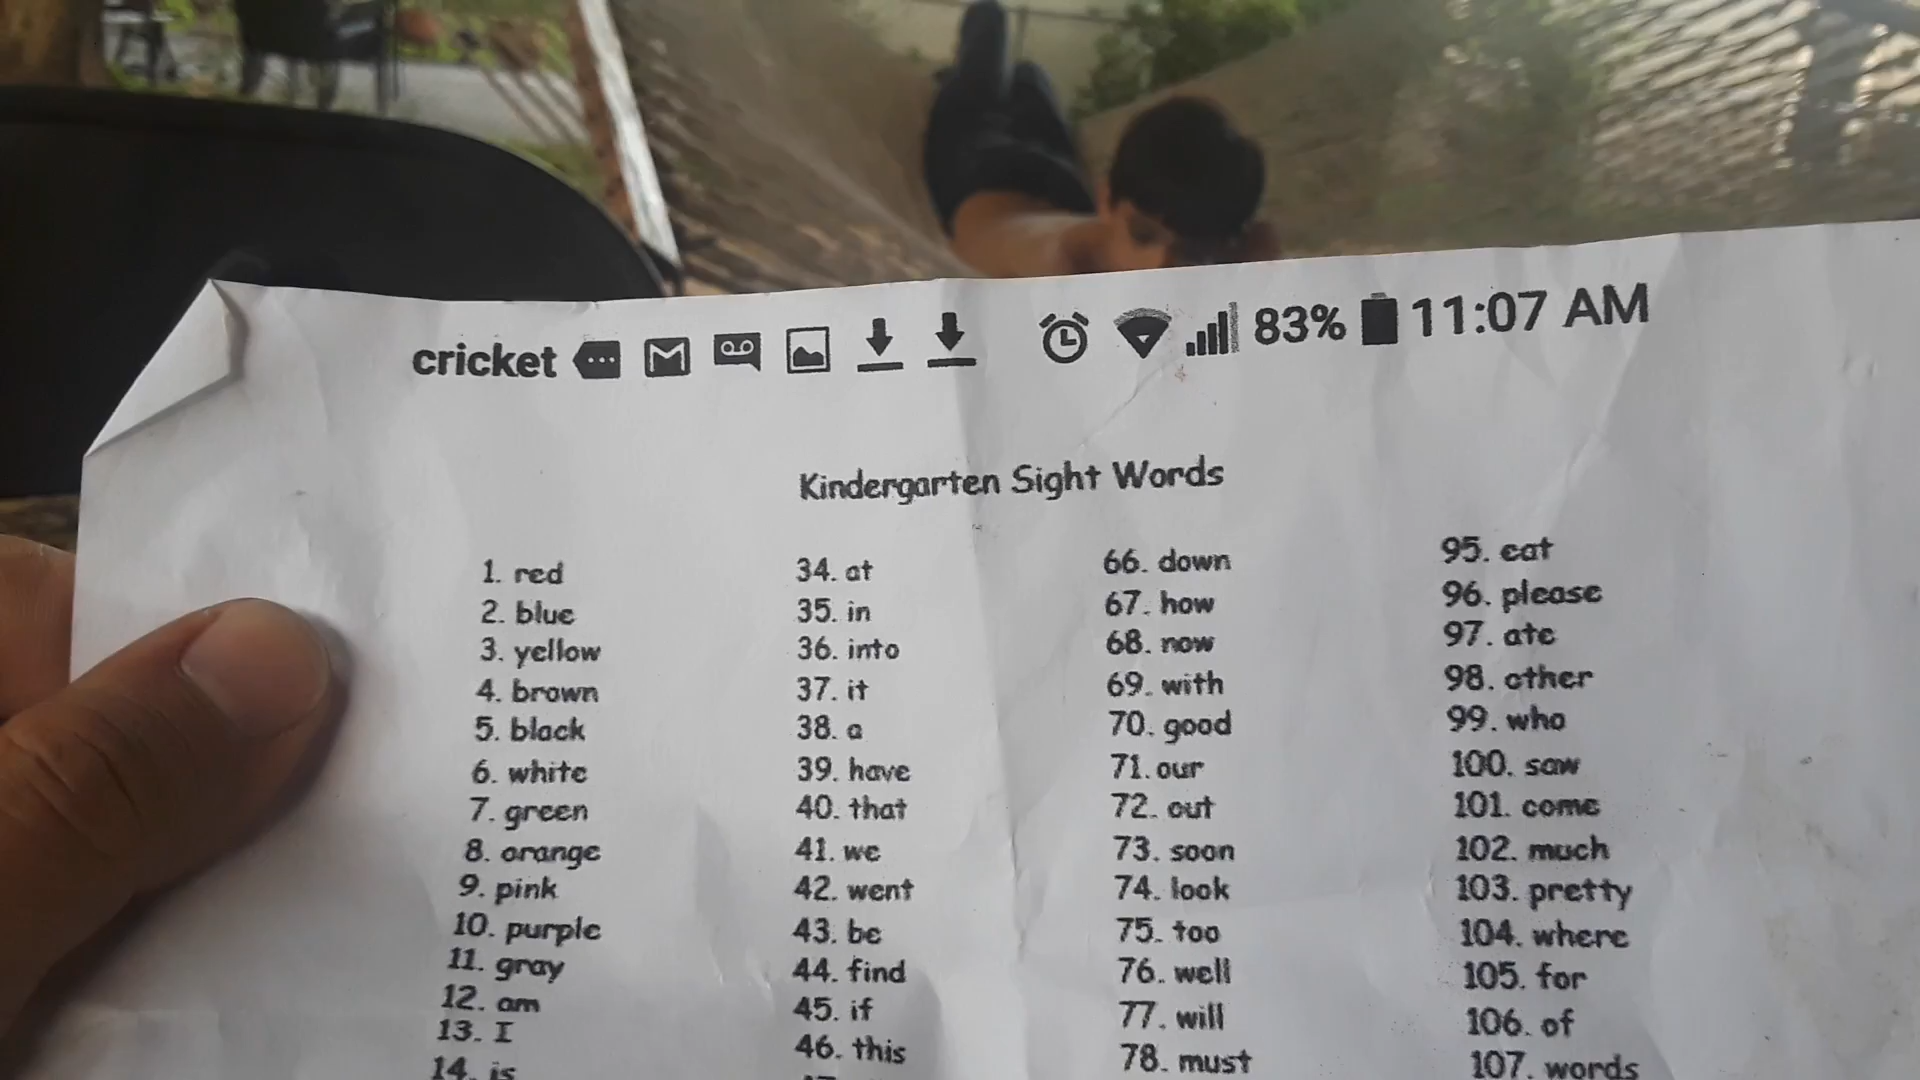 cricket 83% 11:07 AM
Kindergarten Sight Words
1. red
2. blue
3. yellow
4. brown
5. black
6. white
7. green
8. orange
9. pink
10. purple
11. gray
12. am
13. I
14. is
34. at
35. in
36. into
37. it
38. a
39. have
40. that
41. we
42. went
43. be
44. find
45. if
46. this
66. down
67. how
68. now
69. with
70. good
71. our
72. out
73. soon
74. look
75. too
76. well
77. will
78. must
95. eat
96. please
97. ate
98. other
99. who
100. saw
101. come
102. much
103. pretty
104. where
105. for
106. of
107. words